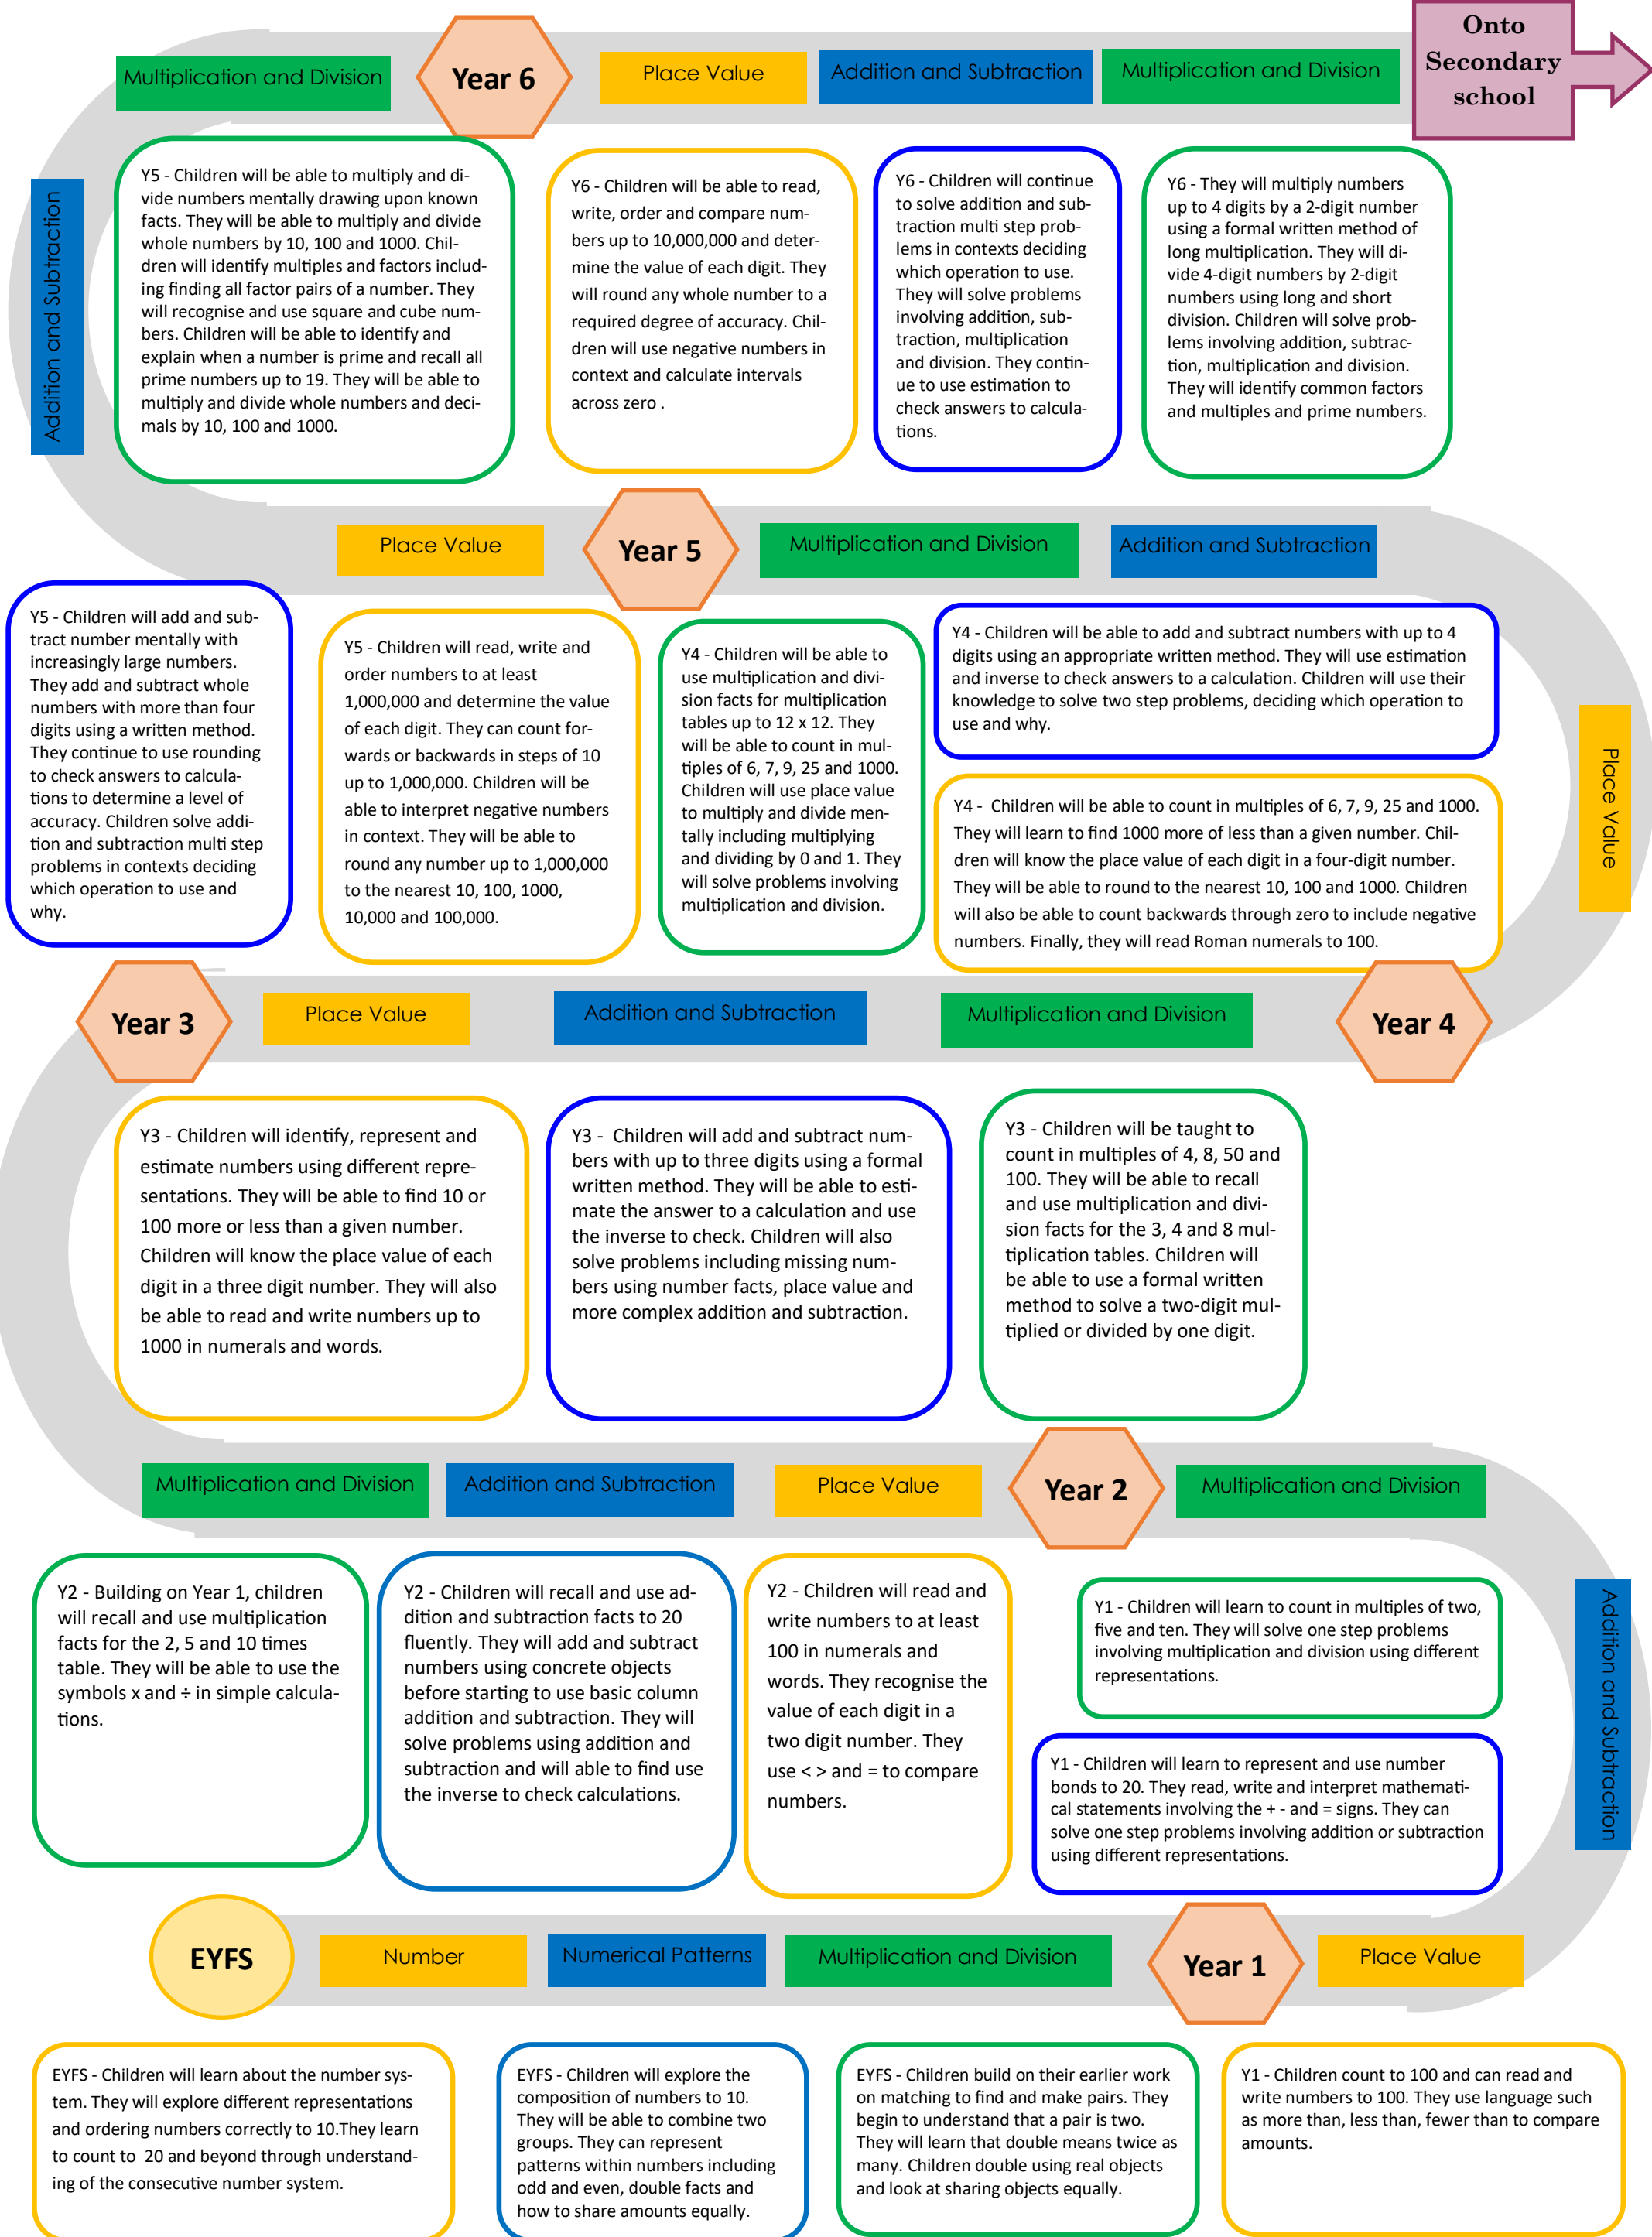 Onto
Secondary
school
Multiplication and Division
Year 6
Place Value
Addition and Subtraction
Multiplication and Division
Addition and Subtraction
Y5 - Children will be able to multiply and di-
vide numbers mentally drawing upon known
facts. They will be able to multiply and divide
whole numbers by 10, 100 and 1000. Chil-
dren will identify multiples and factors includ-
ing finding all factor pairs of a number. They
will recognise and use square and cube num-
bers. Children will be able to identify and
explain when a number is prime and recall all
prime numbers up to 19. They will be able to
multiply and divide whole numbers and deci-
mals by 10, 100 and 1000.
Y6 - Children will be able to read,
write, order and compare num-
bers up to 10,000,000 and deter-
mine the value of each digit. They
will round any whole number to a
required degree of accuracy. Chil-
dren will use negative numbers in
context and calculate intervals
across zero .
Y6 - Children will continue
to solve addition and sub-
traction multi step prob-
lems in contexts deciding
which operation to use.
They will solve problems
involving addition, sub-
traction, multiplication
and division. They contin-
ue to use estimation to
check answers to calcula-
tions.
Y6 - They will multiply numbers
up to 4 digits by a 2-digit number
using a formal written method of
long multiplication. They will di-
vide 4-digit numbers by 2-digit
numbers using long and short
division. Children will solve prob-
lems involving addition, subtrac-
tion, multiplication and division.
They will identify common factors
and multiples and prime numbers.
Place Value
Year 5
Multiplication and Division
Addition and Subtraction
Y5 - Children will add and sub-
tract number mentally with
increasingly large numbers.
They add and subtract whole
numbers with more than four
digits using a written method.
They continue to use rounding
to check answers to calcula-
tions to determine a level of
accuracy. Children solve addi-
tion and subtraction multi step
problems in contexts deciding
which operation to use and
why.
Y5 - Children will read, write and
order numbers to at least
1,000,000 and determine the value
of each digit. They can count for-
wards or backwards in steps of 10
up to 1,000,000. Children will be
able to interpret negative numbers
in context. They will be able to
round any number up to 1,000,000
to the nearest 10, 100, 1000,
10,000 and 100,000.
Y4 - Children will be able to
use multiplication and divi-
sion facts for multiplication
tables up to 12 x 12. They
will be able to count in mul-
tiples of 6, 7, 9, 25 and 1000.
Children will use place value
to multiply and divide men-
tally including multiplying
and dividing by 0 and 1. They
will solve problems involving
multiplication and division.
Y4 - Children will be able to add and subtract numbers with up to 4
digits using an appropriate written method. They will use estimation
and inverse to check answers to a calculation. Children will use their
knowledge to solve two step problems, deciding which operation to
use and why.
Place Value
Y4 - Children will be able to count in multiples of 6, 7, 9, 25 and 1000.
They will learn to find 1000 more of less than a given number. Chil-
dren will know the place value of each digit in a four-digit number.
They will be able to round to the nearest 10, 100 and 1000. Children
will also be able to count backwards through zero to include negative
numbers. Finally, they will read Roman numerals to 100.
Year 3
Place Value
Addition and Subtraction
Multiplication and Division
Year 4
Y3 - Children will identify, represent and
estimate numbers using different repre-
sentations. They will be able to find 10 or
100 more or less than a given number.
Children will know the place value of each
digit in a three digit number. They will also
be able to read and write numbers up to
1000 in numerals and words.
Y3 - Children will add and subtract num-
bers with up to three digits using a formal
written method. They will be able to esti-
mate the answer to a calculation and use
the inverse to check. Children will also
solve problems including missing num-
bers using number facts, place value and
more complex addition and subtraction.
Y3 - Children will be taught to
count in multiples of 4, 8, 50 and
100. They will be able to recall
and use multiplication and divi-
sion facts for the 3, 4 and 8 mul-
tiplication tables. Children will
be able to use a formal written
method to solve a two-digit mul-
tiplied or divided by one digit.
Multiplication and Division
Addition and Subtraction
Place Value
Year 2
Multiplication and Division
Y2 - Building on Year 1, children
will recall and use multiplication
facts for the 2, 5 and 10 times
table. They will be able to use the
symbols x and ÷ in simple calcula-
tions.
Y2 - Children will recall and use ad-
dition and subtraction facts to 20
fluently. They will add and subtract
numbers using concrete objects
before starting to use basic column
addition and subtraction. They will
solve problems using addition and
subtraction and will able to find use
the inverse to check calculations.
Y2 - Children will read and
write numbers to at least
100 in numerals and
words. They recognise the
value of each digit in a
two digit number. They
use < > and = to compare
numbers.
Y1 - Children will learn to count in multiples of two,
five and ten. They will solve one step problems
involving multiplication and division using different
representations.
Addition and Subtraction
Y1 - Children will learn to represent and use number
bonds to 20. They read, write and interpret mathemati-
cal statements involving the + - and = signs. They can
solve one step problems involving addition or subtraction
using different representations.
EYFS
Number
Numerical Patterns
Multiplication and Division
Year 1
Place Value
EYFS - Children will learn about the number sys-
tem. They will explore different representations
and ordering numbers correctly to 10.They learn
to count to 20 and beyond through understand-
ing of the consecutive number system.
EYFS - Children will explore the
composition of numbers to 10.
They will be able to combine two
groups. They can represent
patterns within numbers including
odd and even, double facts and
how to share amounts equally.
EYFS - Children build on their earlier work
on matching to find and make pairs. They
begin to understand that a pair is two.
They will learn that double means twice as
many. Children double using real objects
and look at sharing objects equally.
Y1 - Children count to 100 and can read and
write numbers to 100. They use language such
as more than, less than, fewer than to compare
amounts.